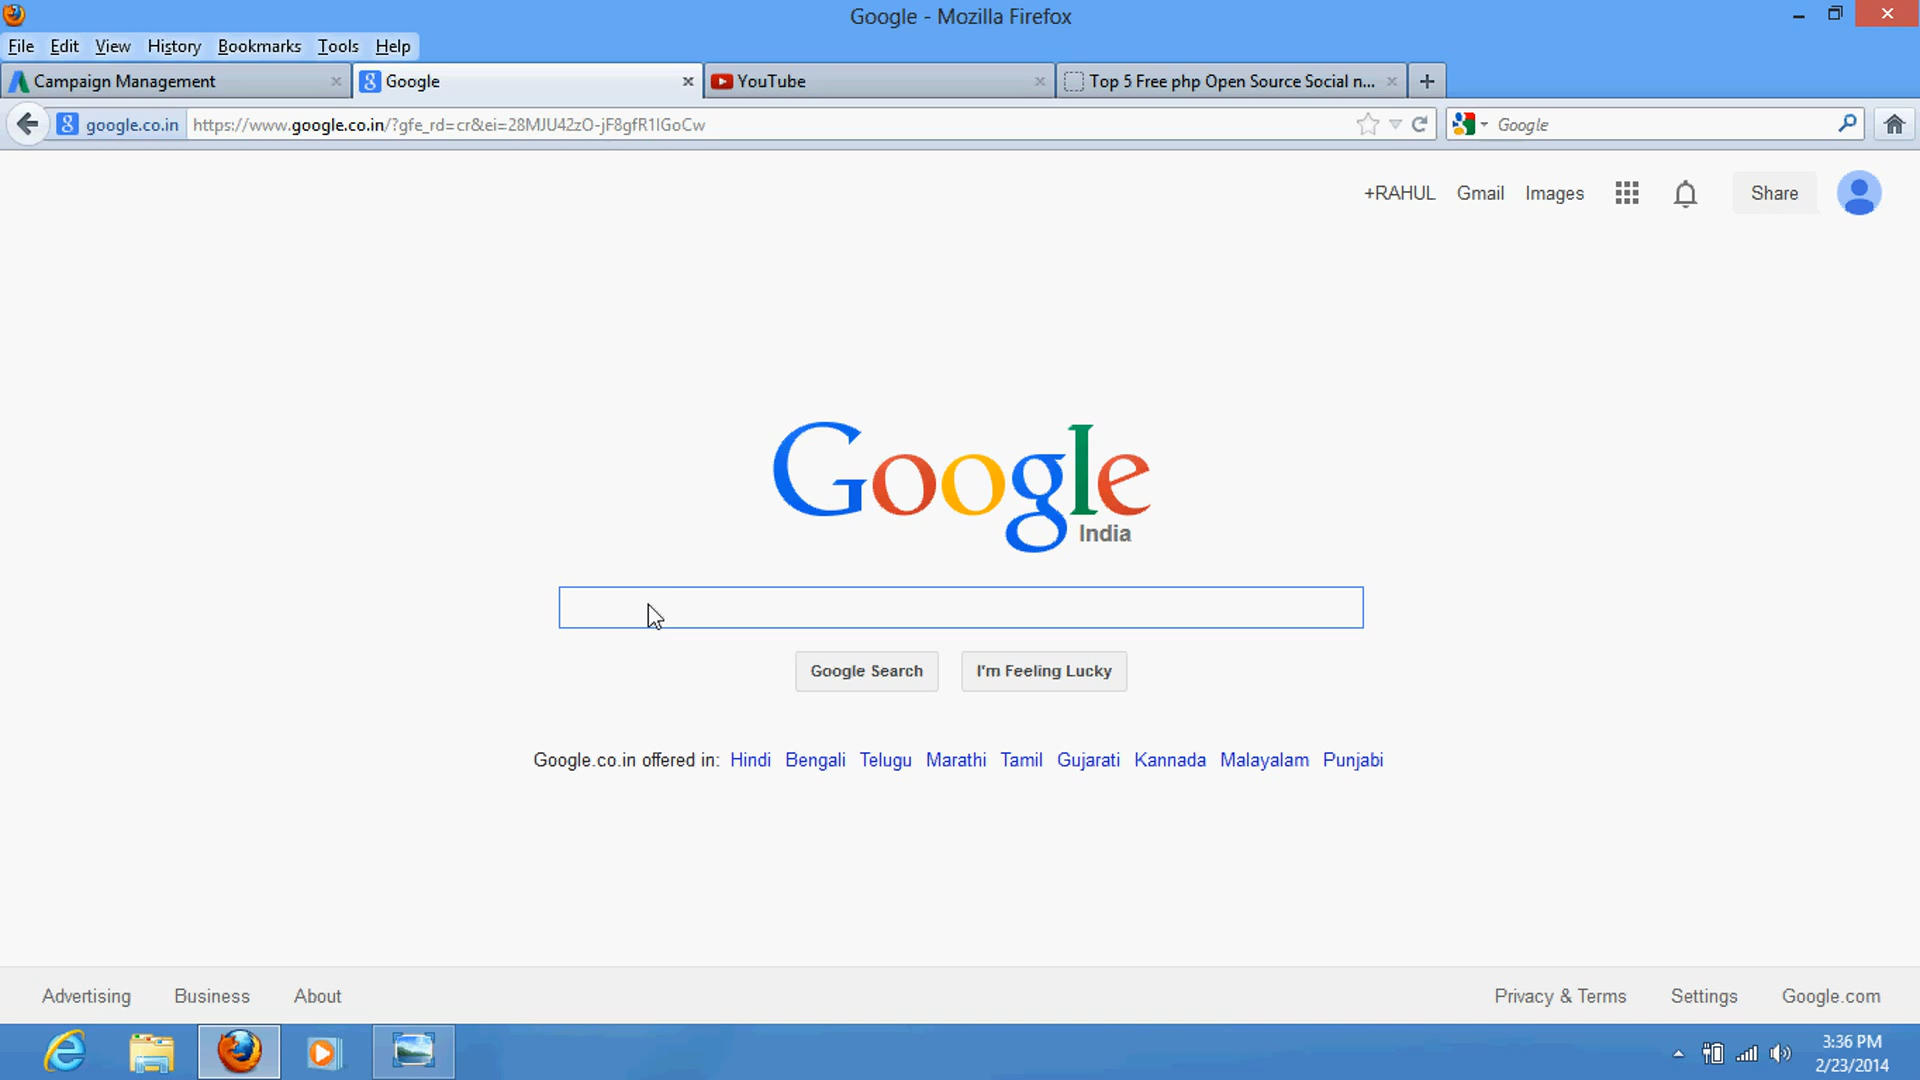 Google - Mozilla Firefox
File Edit View History Bookmarks Tools Help
Campaign Management Google YouTube Top 5 Free php Open Source Social n...
google.co.in https://www.google.co.in/?gfe_rd=cr&ei=28MJU42zO-jF8gfR1IGoCw Google
+RAHUL Gmail Images Share
Google
India
Google Search I'm Feeling Lucky
Google.co.in offered in: Hindi Bengali Telugu Marathi Tamil Gujarati Kannada Malayalam Punjabi
Advertising Business About Privacy & Terms Settings Google.com
3:36 PM
2/23/2014